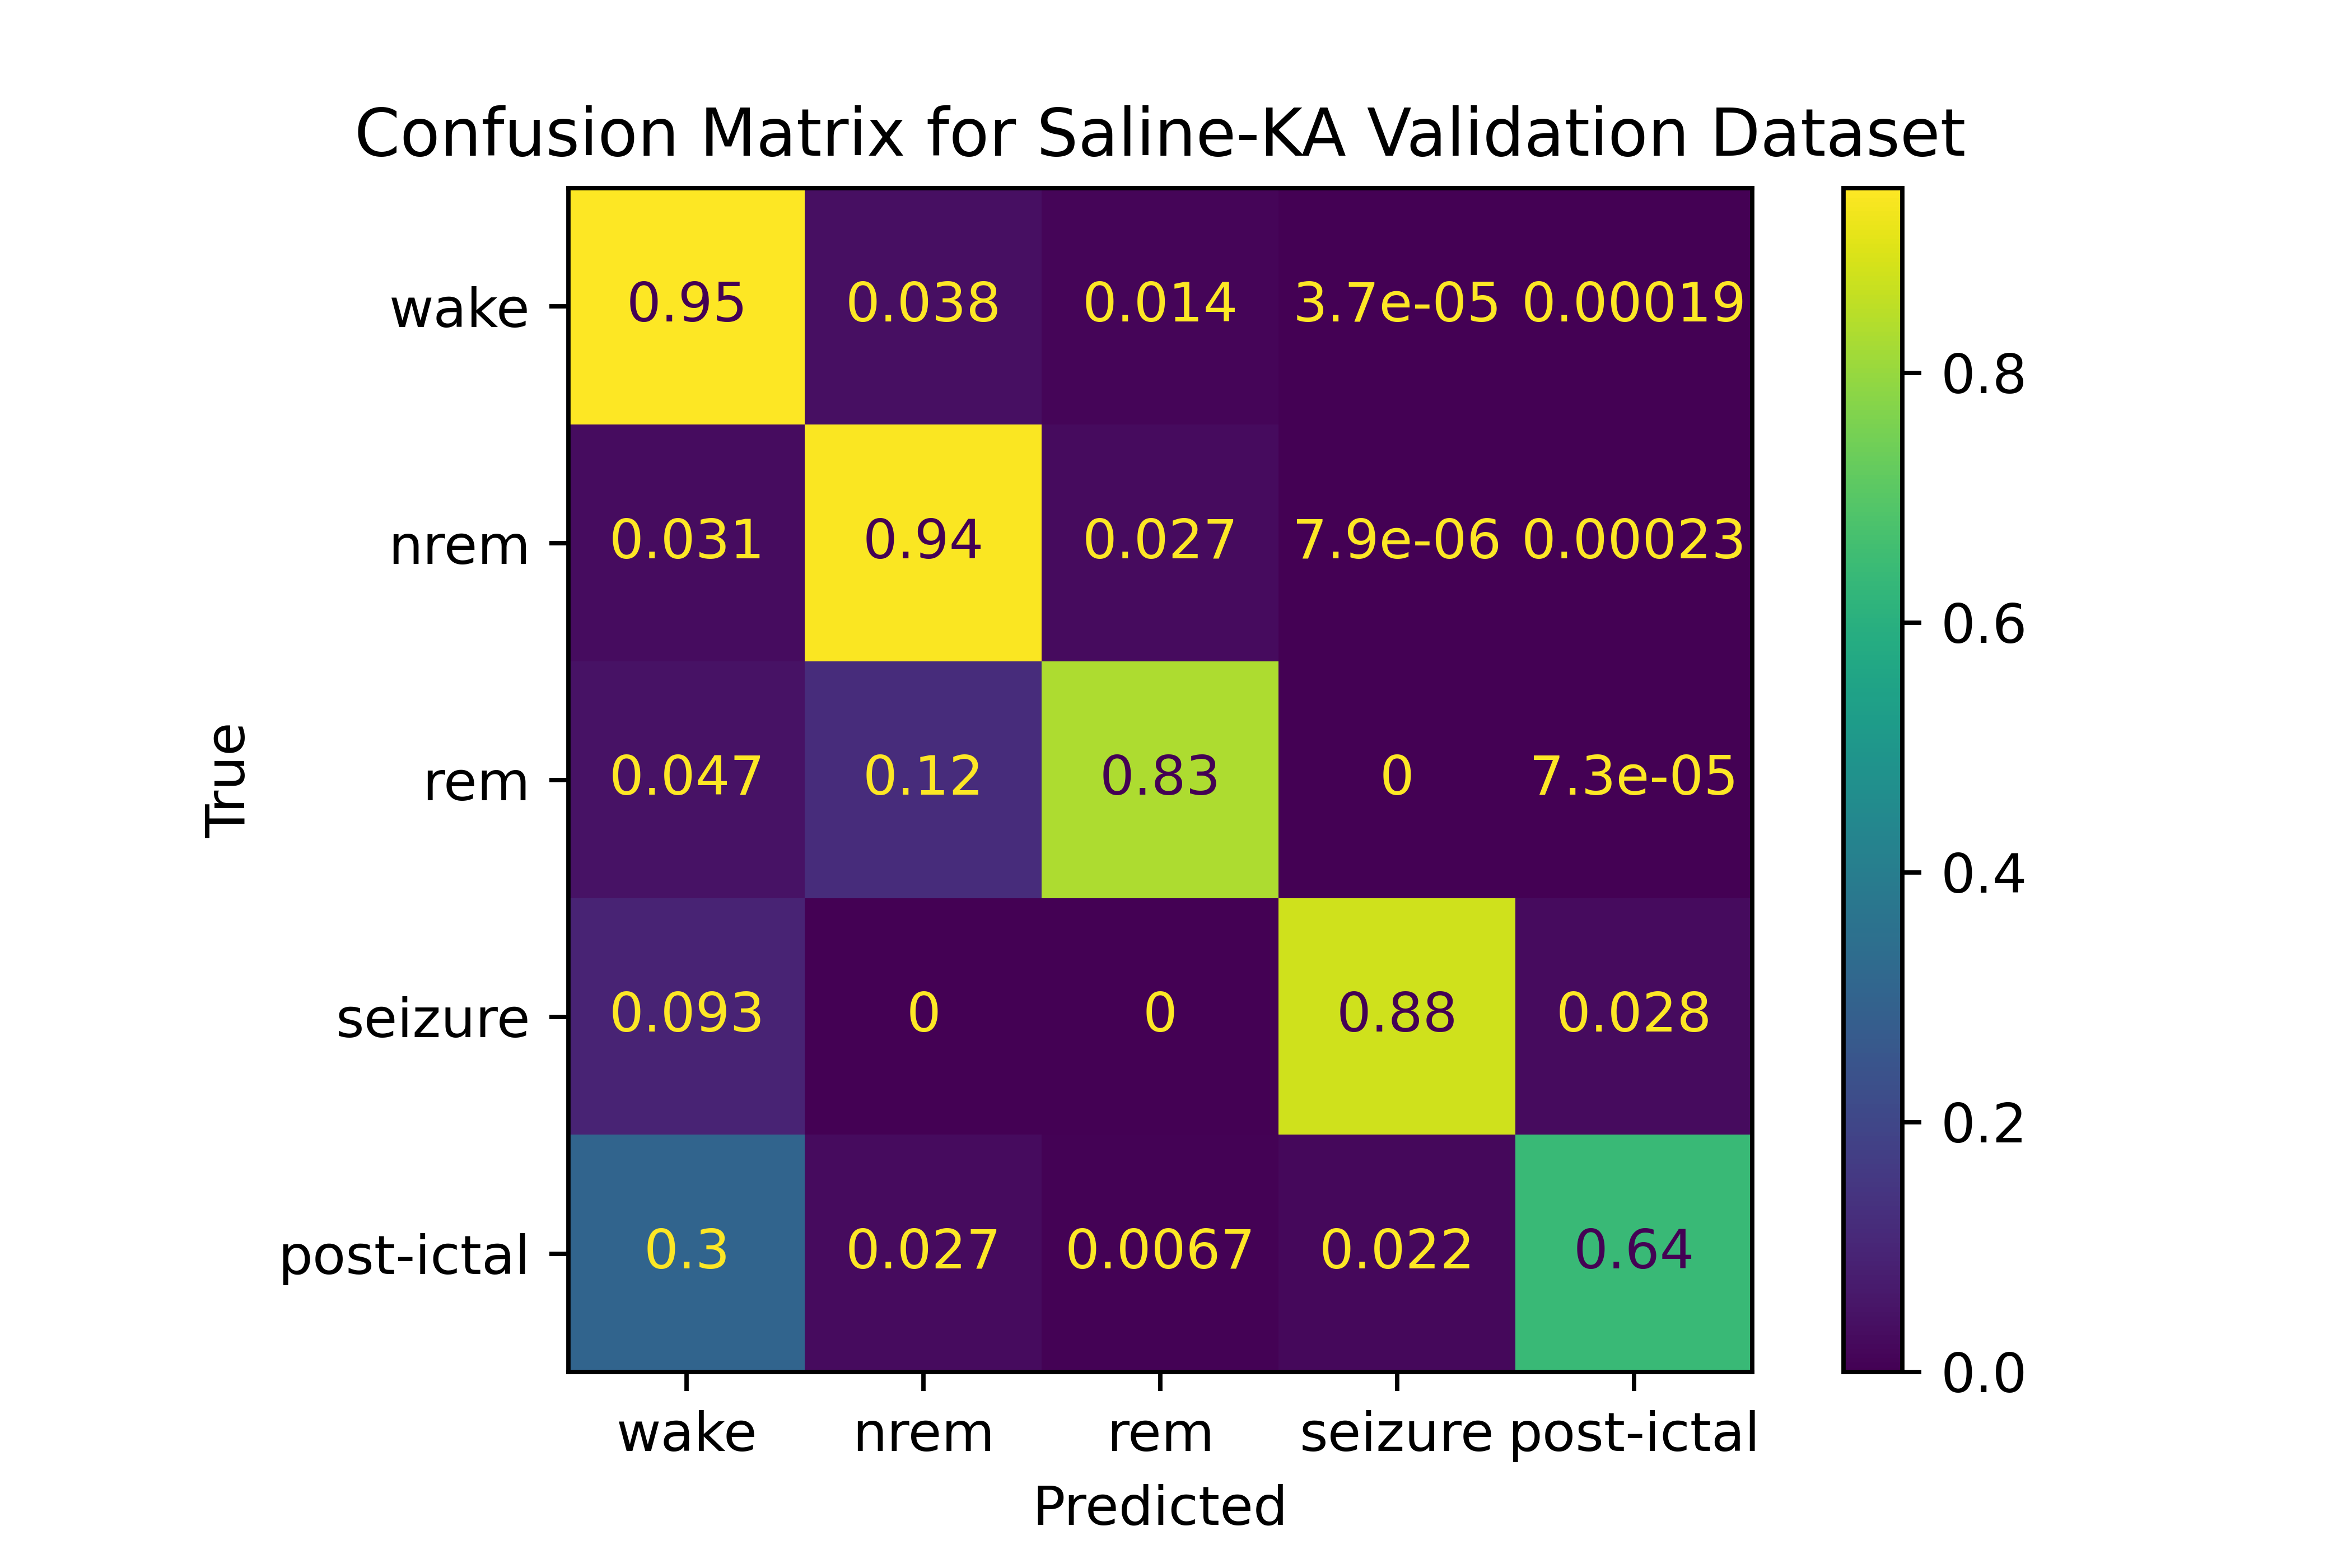 Confusion Matrix for Saline-KA Validation Dataset
wake 0.95 0.038 0.014 3.7e-05 0.00019
nrem 0.031 0.94 0.027 7.9e-06 0.00023
rem 0.047 0.12 0.83 0 7.3e-05
seizure 0.093 0 0 0.88 0.028
post-ictal 0.3 0.027 0.0067 0.022 0.64
True
wake nrem rem seizure post-ictal
Predicted
0.8
0.6
0.4
0.2
0.0